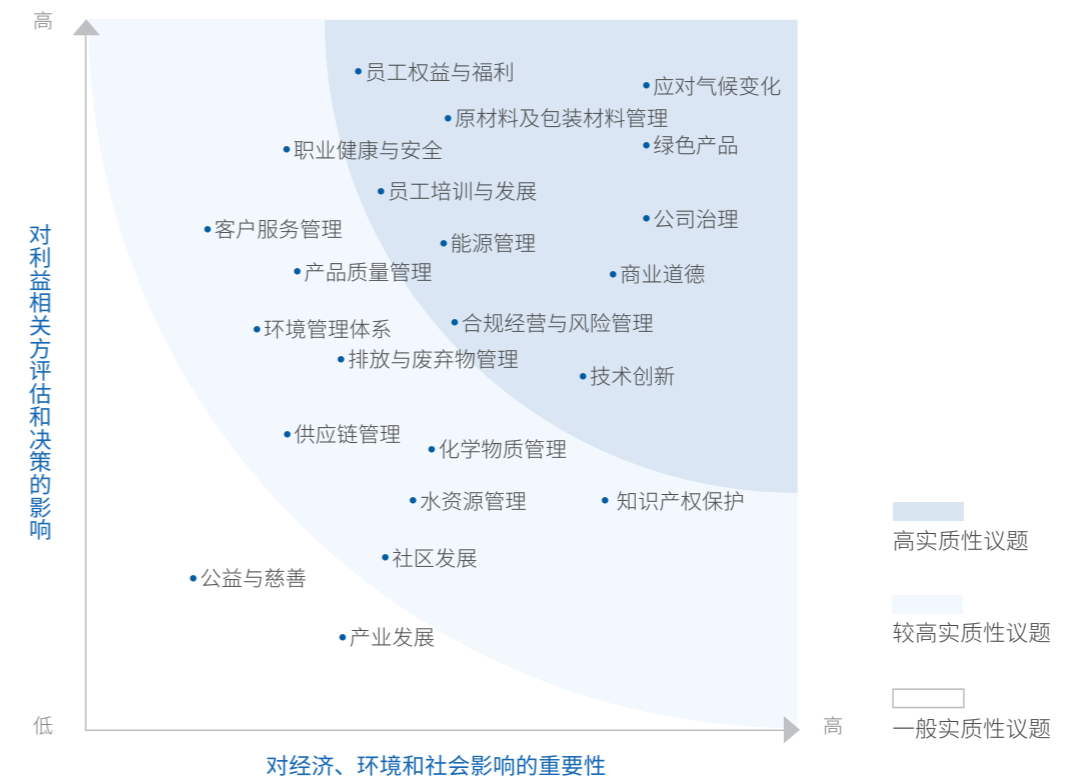 高
员工权益与福利
应对气候变化
原材料及包装材料管理
绿色产品
职业健康与安全
员工培训与发展
公司治理
客户服务管理
能源管理
产品质量管理
商业道德
合规经营与风险管理
环境管理体系
排放与废弃物管理
技术创新
供应链管理
化学物质管理
水资源管理
知识产权保护
社区发展
公益与慈善
产业发展
对利益相关方评估和决策的影响
低
高
对经济、环境和社会影响的重要性
高实质性议题
较高实质性议题
一般实质性议题